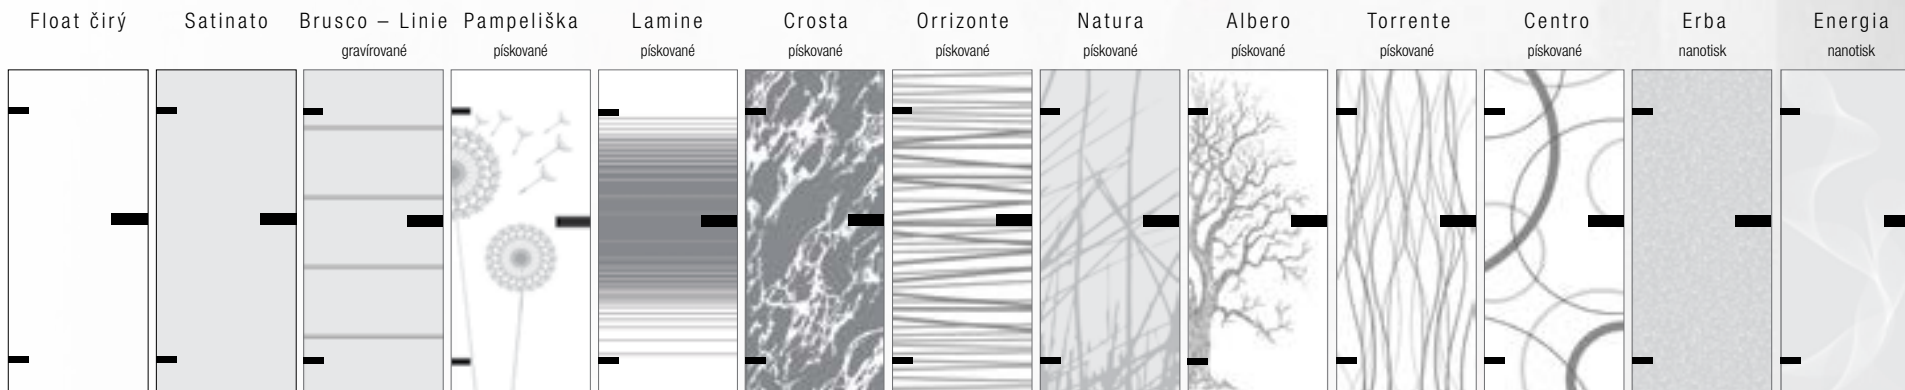 Float čirý
Satinato
Brusco – Linie
gravírované
Pampeliška
pískované
Lamine
pískované
Crosta
pískované
Orrizonte
pískované
Natura
pískované
Albero
pískované
Torrente
pískované
Centro
pískované
Erba
nanotisk
Energia
nanotisk